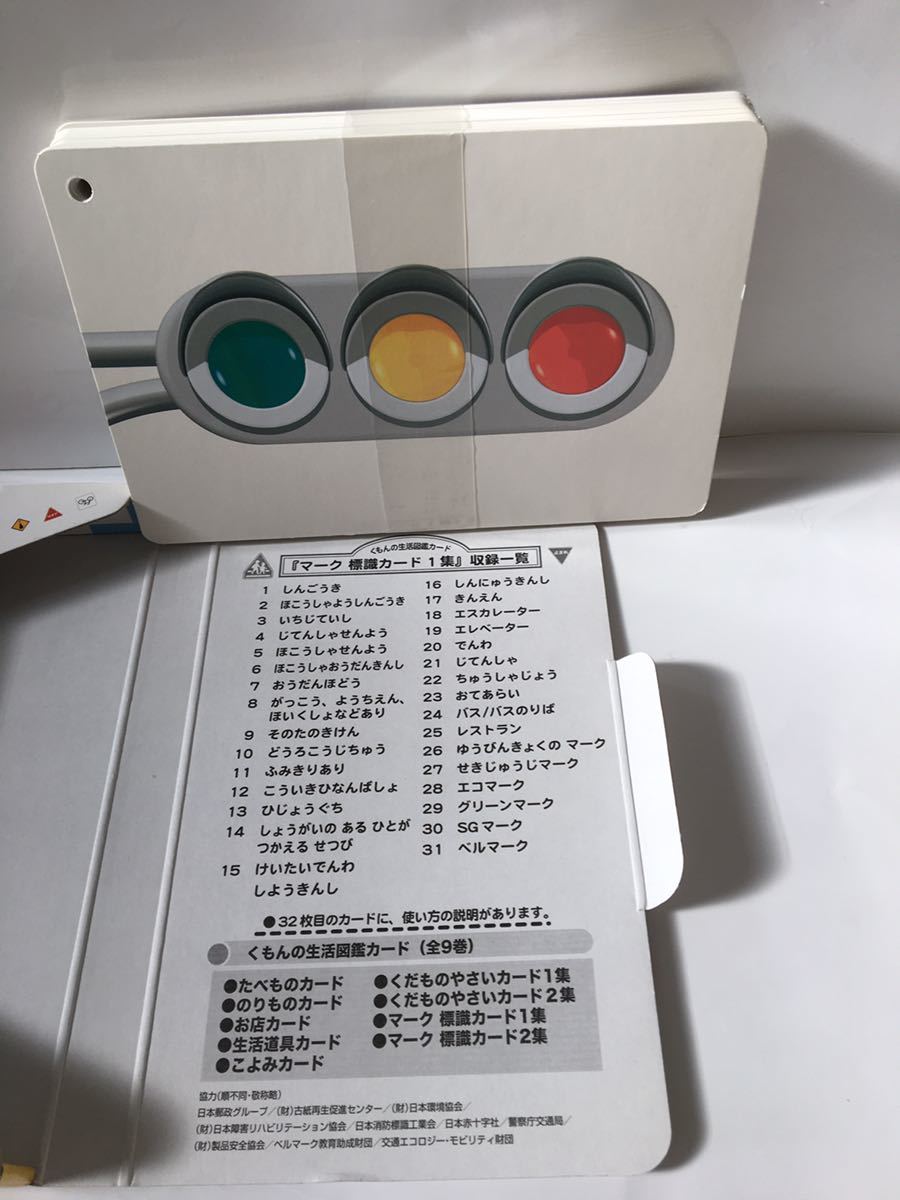 くもんの生活図鑑カード
『マーク 標識カード 1集』収録一覧
1 しんごうき
2 ほこうしゃようしんごうき
3 いちじていし
4 じてんしゃせんよう
5 ほこうしゃせんよう
6 ほこうしゃおうだんきんし
7 おうだんほどう
8 がっこう、ようちえん、
ほいくしょなどあり
9 そのたのきけん
10 どうろこうじちゅう
11 ふみきりあり
12 こういきひなんばしょ
13 ひじょうぐち
14 しょうがいの ある ひとが
つかえる せつび
15 けいたいでんわ
しようきんし
16 しんにゅうきんし
17 きんえん
18 エスカレーター
19 エレベーター
20 でんわ
21 じてんしゃ
22 ちゅうしゃじょう
23 おてあらい
24 バス/バスのりば
25 レストラン
26 ゆうびんきょくの マーク
27 せきじゅうじマーク
28 エコマーク
29 グリーンマーク
30 SGマーク
31 ベルマーク
●32枚目のカードに、使い方の説明があります。
くもんの生活図鑑カード（全9巻）
●たべものカード
●のりものカード
●お店カード
●生活道具カード
●こよみカード
●くだものやさいカード1集
●くだものやさいカード2集
●マーク 標識カード1集
●マーク 標識カード2集
協力（順不同・敬称略）
日本郵政グループ／（財）古紙再生促進センター／（財）日本環境協会／
（財）日本障害者リハビリテーション協会／日本消防標識工業会／日本赤十字社／警察庁交通局／
（財）製品安全協会／ベルマーク教育助成財団／交通エコロジー・モビリティ財団